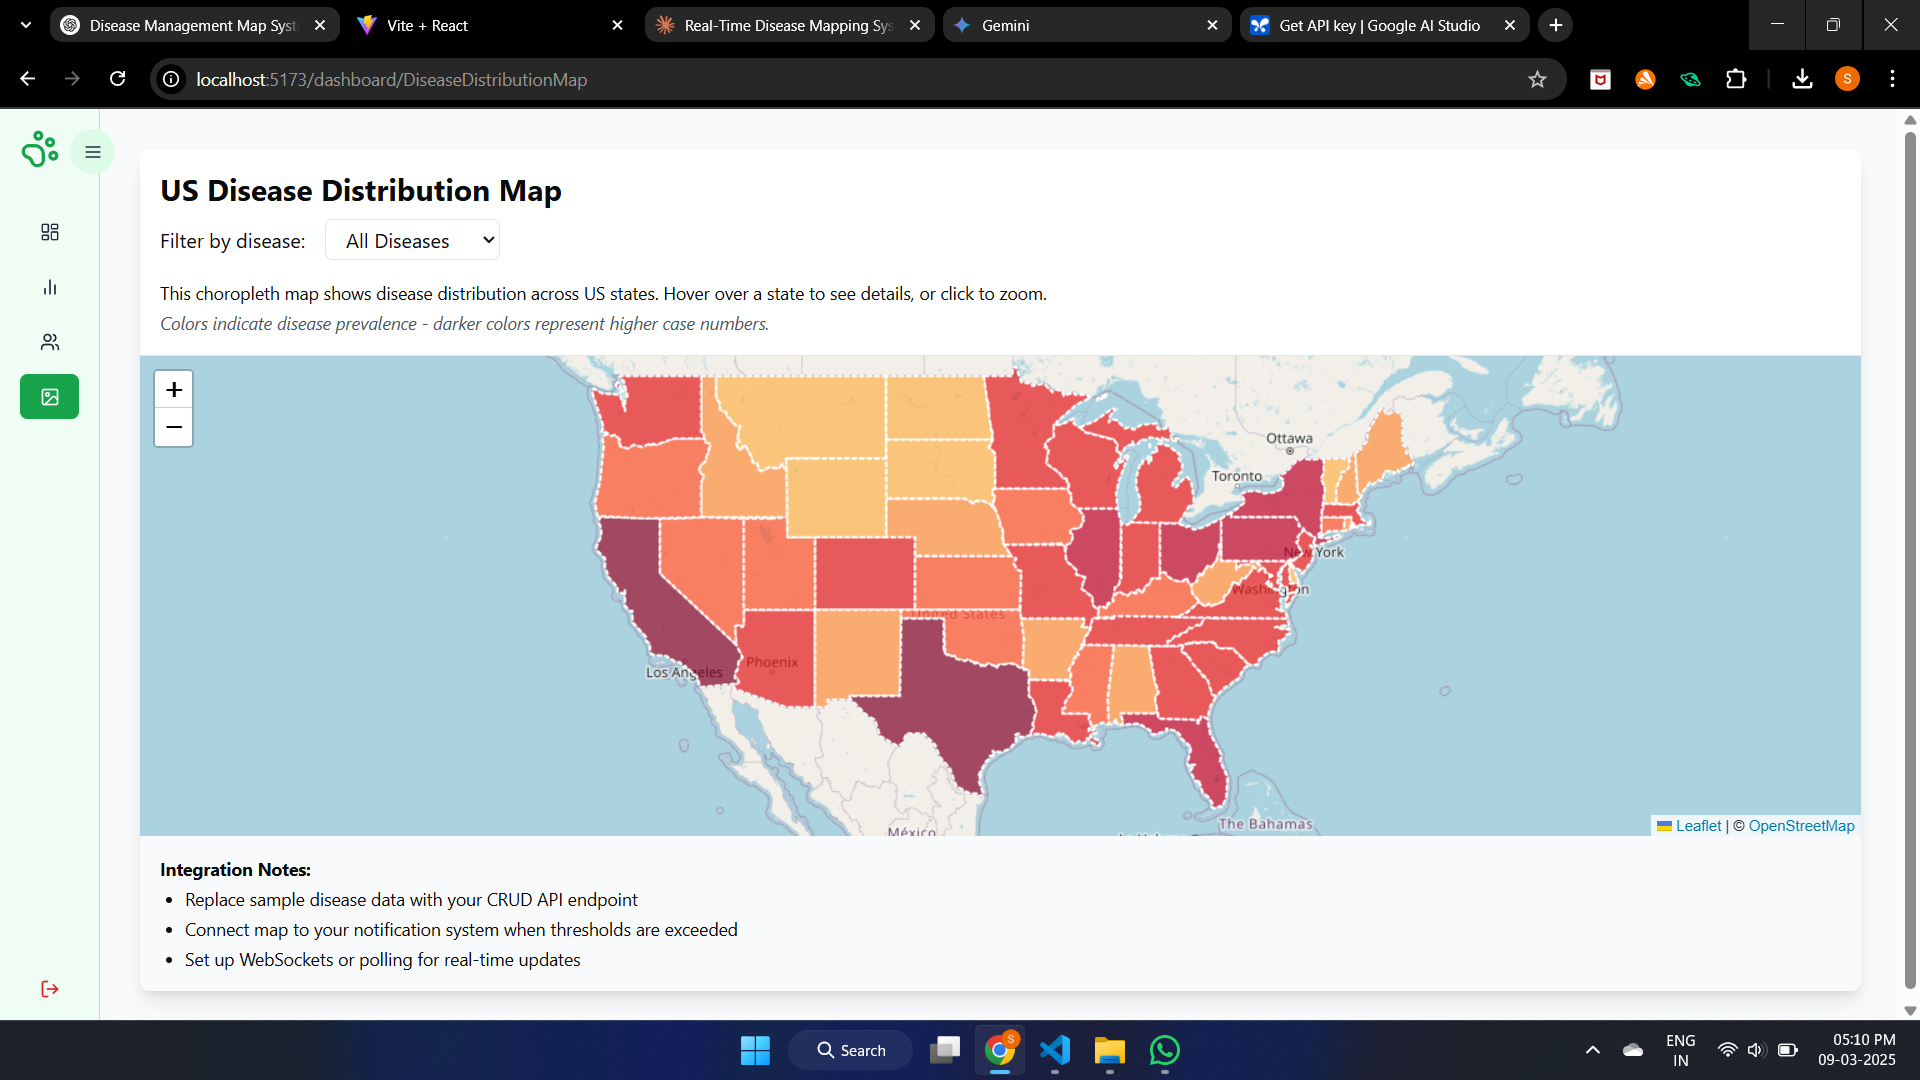 Disease Management Map Syst
Vite + React
Real-Time Disease Mapping Sys
Gemini
Get API key | Google AI Studio
localhost:5173/dashboard/DiseaseDistributionMap
S
US Disease Distribution Map
Filter by disease:
All Diseases
This choropleth map shows disease distribution across US states. Hover over a state to see details, or click to zoom.
Colors indicate disease prevalence - darker colors represent higher case numbers.
+
−
Ottawa
Toronto
New York
Washington
United States
Phoenix
Los Angeles
The Bahamas
México
Leaflet | © OpenStreetMap
Integration Notes:
• Replace sample disease data with your CRUD API endpoint
• Connect map to your notification system when thresholds are exceeded
• Set up WebSockets or polling for real-time updates
Search
S
ENG
IN
05:10 PM
09-03-2025